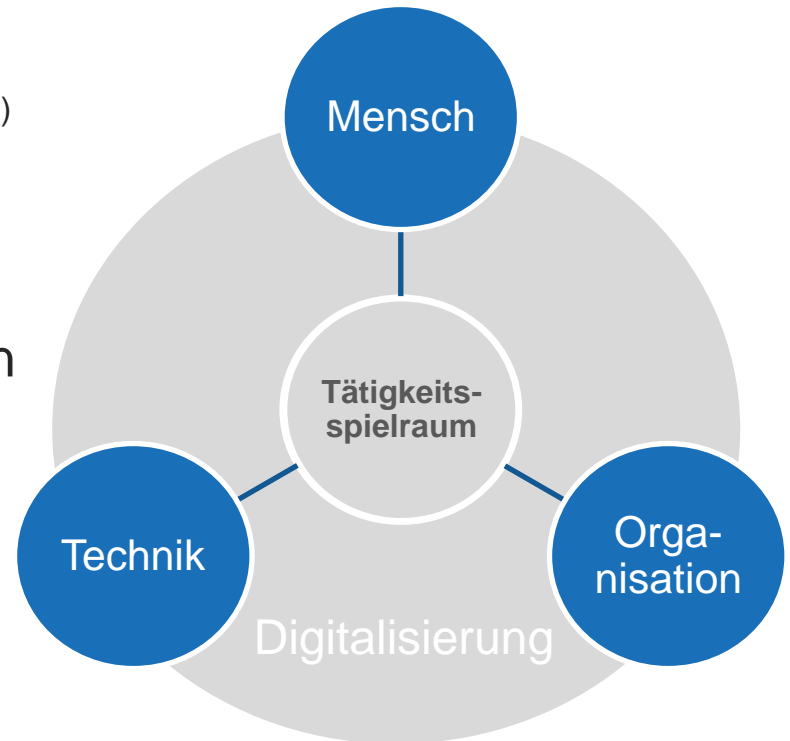 Mensch
)
n
Tätigkeits-
spielraum
Technik
Orga-
nisation
Digitalisierung